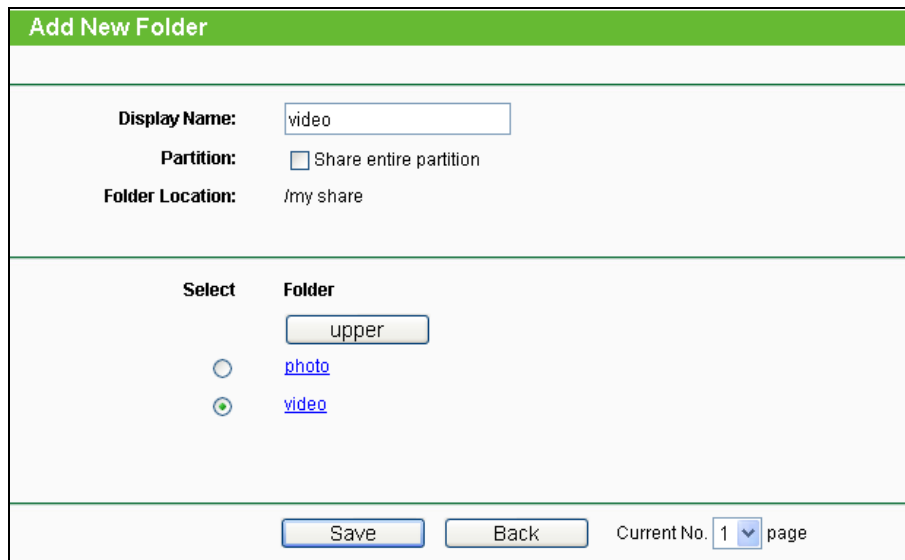 Add New Folder
Display Name: video
Partition: Share entire partition
Folder Location: /my share
Select Folder
upper
photo
video
Save Back Current No. 1 page